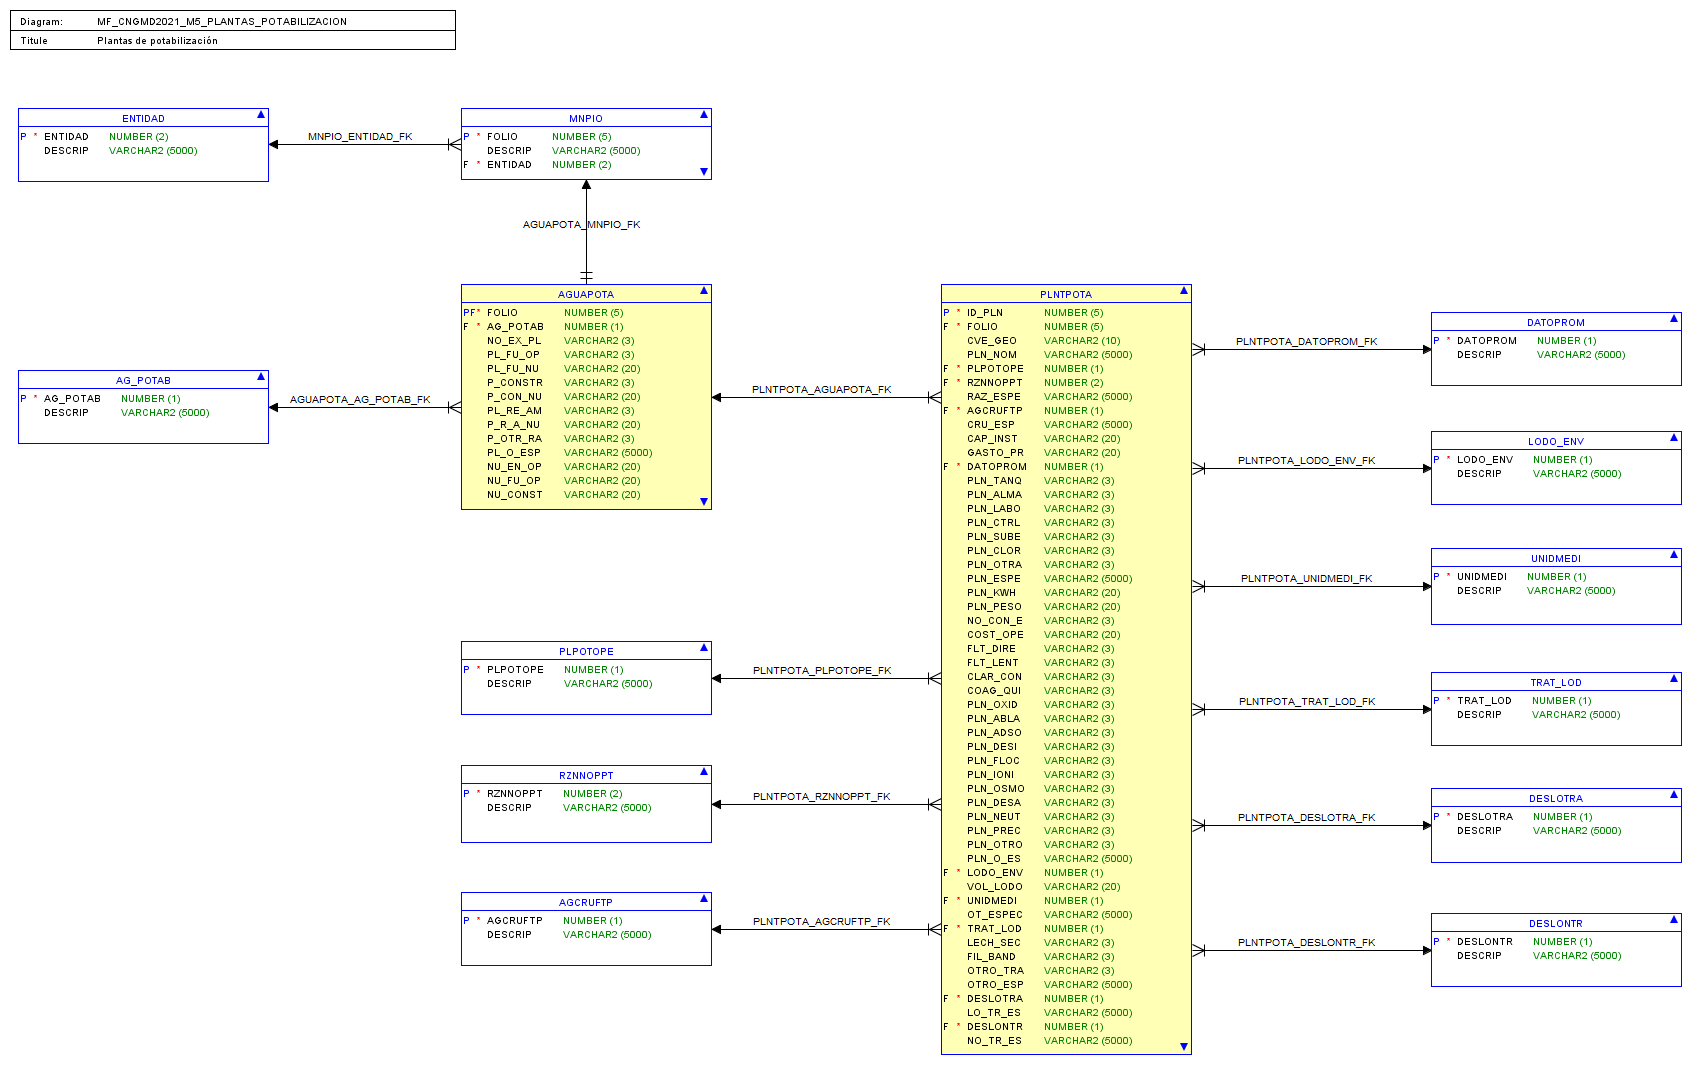 Diagram: MF_CNGMD2021_M5_PLANTAS_POTABILIZACION
Titule Plantas de potabilización
ENTIDAD
P * ENTIDAD NUMBER (2)
DESCRIP VARCHAR2 (5000)
MNPIO_ENTIDAD_FK
MNPIO
P * FOLIO NUMBER (5)
DESCRIP VARCHAR2 (5000)
F * ENTIDAD NUMBER (2)
AGUAPOTA_MNPIO_FK
AG_POTAB
P * AG_POTAB NUMBER (1)
DESCRIP VARCHAR2 (5000)
AGUAPOTA_AG_POTAB_FK
AGUAPOTA
PF* FOLIO NUMBER (5)
F * AG_POTAB NUMBER (1)
NO_EX_PL VARCHAR2 (3)
PL_FU_OP VARCHAR2 (3)
PL_FU_NU VARCHAR2 (20)
P_CONSTR VARCHAR2 (3)
P_CON_NU VARCHAR2 (20)
PL_RE_AM VARCHAR2 (3)
P_R_A_NU VARCHAR2 (20)
P_OTR_RA VARCHAR2 (3)
PL_O_ESP VARCHAR2 (5000)
NU_EN_OP VARCHAR2 (20)
NU_FU_OP VARCHAR2 (20)
NU_CONST VARCHAR2 (20)
PLNTPOTA_AGUAPOTA_FK
PLPOTOPE
P * PLPOTOPE NUMBER (1)
DESCRIP VARCHAR2 (5000)
PLNTPOTA_PLPOTOPE_FK
RZNNOPPT
P * RZNNOPPT NUMBER (2)
DESCRIP VARCHAR2 (5000)
PLNTPOTA_RZNNOPPT_FK
AGCRUFTP
P * AGCRUFTP NUMBER (1)
DESCRIP VARCHAR2 (5000)
PLNTPOTA_AGCRUFTP_FK
PLNTPOTA
P * ID_PLN NUMBER (5)
F * FOLIO NUMBER (5)
CVE_GEO VARCHAR2 (10)
PLN_NOM VARCHAR2 (5000)
F * PLPOTOPE NUMBER (1)
F * RZNNOPPT NUMBER (2)
RAZ_ESPE VARCHAR2 (5000)
F * AGCRUFTP NUMBER (1)
CRU_ESP VARCHAR2 (5000)
CAP_INST VARCHAR2 (20)
GASTO_PR VARCHAR2 (20)
F * DATOPROM NUMBER (1)
PLN_TANQ VARCHAR2 (3)
PLN_ALMA VARCHAR2 (3)
PLN_LABO VARCHAR2 (3)
PLN_CTRL VARCHAR2 (3)
PLN_SUBE VARCHAR2 (3)
PLN_CLOR VARCHAR2 (3)
PLN_OTRA VARCHAR2 (3)
PLN_ESPE VARCHAR2 (5000)
PLN_KWH VARCHAR2 (20)
PLN_PESO VARCHAR2 (20)
NO_CON_E VARCHAR2 (3)
COST_OPE VARCHAR2 (20)
FLT_DIRE VARCHAR2 (3)
FLT_LENT VARCHAR2 (3)
CLAR_CON VARCHAR2 (3)
COAG_QUI VARCHAR2 (3)
PLN_OXID VARCHAR2 (3)
PLN_ABLA VARCHAR2 (3)
PLN_ADSO VARCHAR2 (3)
PLN_DESI VARCHAR2 (3)
PLN_FLOC VARCHAR2 (3)
PLN_IONI VARCHAR2 (3)
PLN_OSMO VARCHAR2 (3)
PLN_DESA VARCHAR2 (3)
PLN_NEUT VARCHAR2 (3)
PLN_PREC VARCHAR2 (3)
PLN_OTRO VARCHAR2 (3)
PLN_O_ES VARCHAR2 (5000)
F * LODO_ENV NUMBER (1)
VOL_LODO VARCHAR2 (20)
F * UNIDMEDI NUMBER (1)
OT_ESPEC VARCHAR2 (5000)
F * TRAT_LOD NUMBER (1)
LECH_SEC VARCHAR2 (3)
FIL_BAND VARCHAR2 (3)
OTRO_TRA VARCHAR2 (3)
OTRO_ESP VARCHAR2 (5000)
F * DESLOTRA NUMBER (1)
LO_TR_ES VARCHAR2 (5000)
F * DESLONTR NUMBER (1)
NO_TR_ES VARCHAR2 (5000)
PLNTPOTA_DATOPROM_FK
DATOPROM
P * DATOPROM NUMBER (1)
DESCRIP VARCHAR2 (5000)
PLNTPOTA_LODO_ENV_FK
LODO_ENV
P * LODO_ENV NUMBER (1)
DESCRIP VARCHAR2 (5000)
PLNTPOTA_UNIDMEDI_FK
UNIDMEDI
P * UNIDMEDI NUMBER (1)
DESCRIP VARCHAR2 (5000)
PLNTPOTA_TRAT_LOD_FK
TRAT_LOD
P * TRAT_LOD NUMBER (1)
DESCRIP VARCHAR2 (5000)
PLNTPOTA_DESLOTRA_FK
DESLOTRA
P * DESLOTRA NUMBER (1)
DESCRIP VARCHAR2 (5000)
PLNTPOTA_DESLONTR_FK
DESLONTR
P * DESLONTR NUMBER (1)
DESCRIP VARCHAR2 (5000)